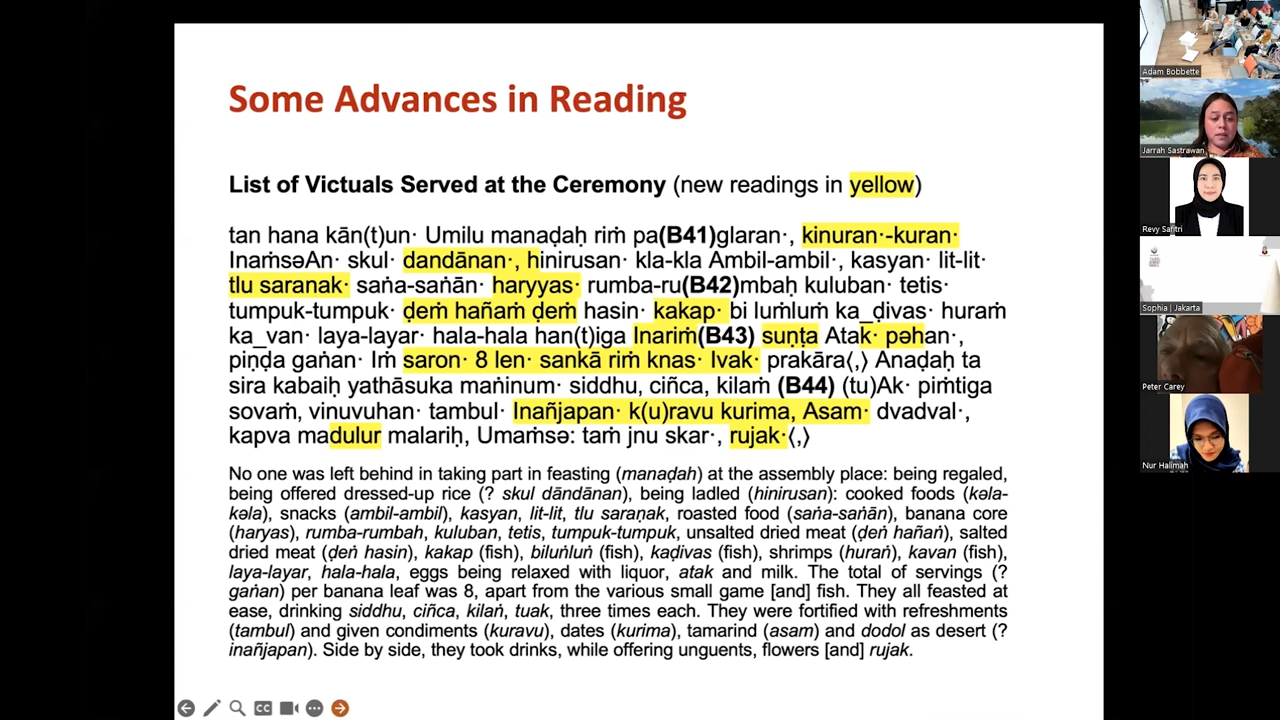 Some Advances in Reading
List of Victuals Served at the Ceremony (new readings in yellow)
tan hana kān(t)un· Umilu manaḍaḥ riṁ pa(B41)glaran·, kinuran·-kuran·
InaṁsəAn· skul· dandānan·, hinirusan· kla-kla Ambil-ambil·, kasyan· lit-lit·
tlu saranak· saṅa-saṅān· haryyas· rumba-ru(B42)mbaḥ kuluban· tetis·
tumpuk-tumpuk· ḍeṁ hañaṁ ḍeṁ hasin· kakap· bi luṁluṁ ka_ḍivas· huraṁ
ka_van· laya-layar· hala-hala han(t)iga Inariṁ(B43) suṇṭa Atak· pəhan·,
piṇḍa gaṅan· Iṁ saron· 8 len· sankā riṁ knas· Ivak· prakāra⟨,⟩ Anaḍaḥ ta
sira kabaiḥ yathāsuka maṅinum· siddhu, ciñca, kilaṁ (B44) (tu)Ak· piṁtiga
sovaṁ, vinuvuhan· tambul· Inañjapan· k(u)ravu kurima, Asam· dvadval·,
kapva madulur malariḥ, Umaṁsə: taṁ jnu skar·, rujak·⟨,⟩
No one was left behind in taking part in feasting (manaḍah) at the assembly place: being regaled,
being offered dressed-up rice (? skul dāndānan), being ladled (hinirusan): cooked foods (kəla-
kəla), snacks (ambil-ambil), kasyan, lit-lit, tlu saraṇak, roasted food (saṅa-saṅān), banana core
(haryas), rumba-rumbah, kuluban, tetis, tumpuk-tumpuk, unsalted dried meat (ḍeṅ hañaṅ), salted
dried meat (ḍeṅ hasin), kakap (fish), biluṅluṅ (fish), kaḍivas (fish), shrimps (huraṅ), kavan (fish),
laya-layar, hala-hala, eggs being relaxed with liquor, atak and milk. The total of servings (?
gaṅan) per banana leaf was 8, apart from the various small game [and] fish. They all feasted at
ease, drinking siddhu, ciñca, kilaṅ, tuak, three times each. They were fortified with refreshments
(tambul) and given condiments (kuravu), dates (kurima), tamarind (asam) and dodol as desert (?
inañjapan). Side by side, they took drinks, while offering unguents, flowers [and] rujak.
CC
Adam Bobbette
Jarrah Sastrawan
Revy Safitri
Sophia | Jakarta
Peter Carey
Nur Halimah